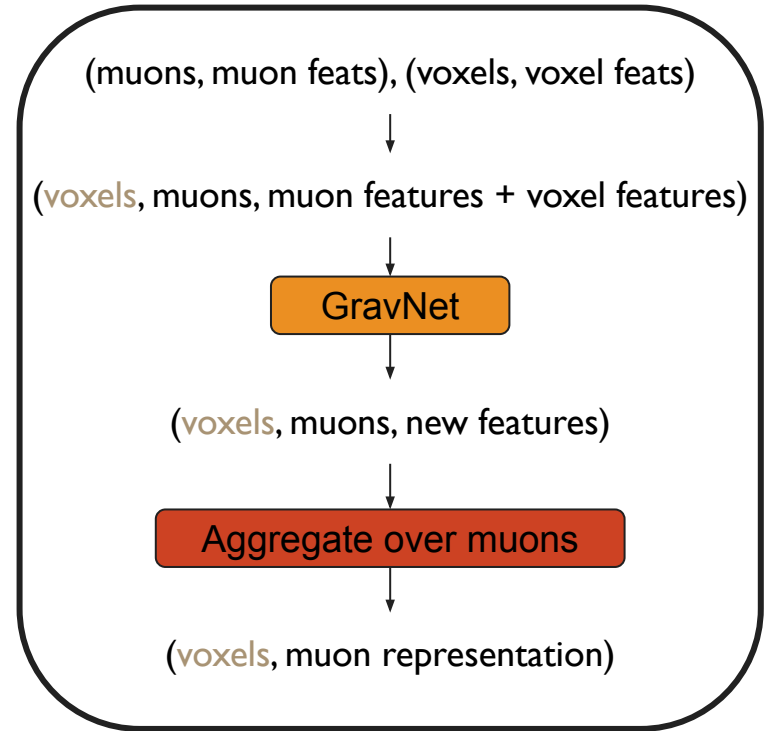 (muons, muon feats), (voxels, voxel feats)
(voxels, muons, muon features + voxel features)
GravNet
(voxels, muons, new features)
Aggregate over muons
(voxels, muon representation)